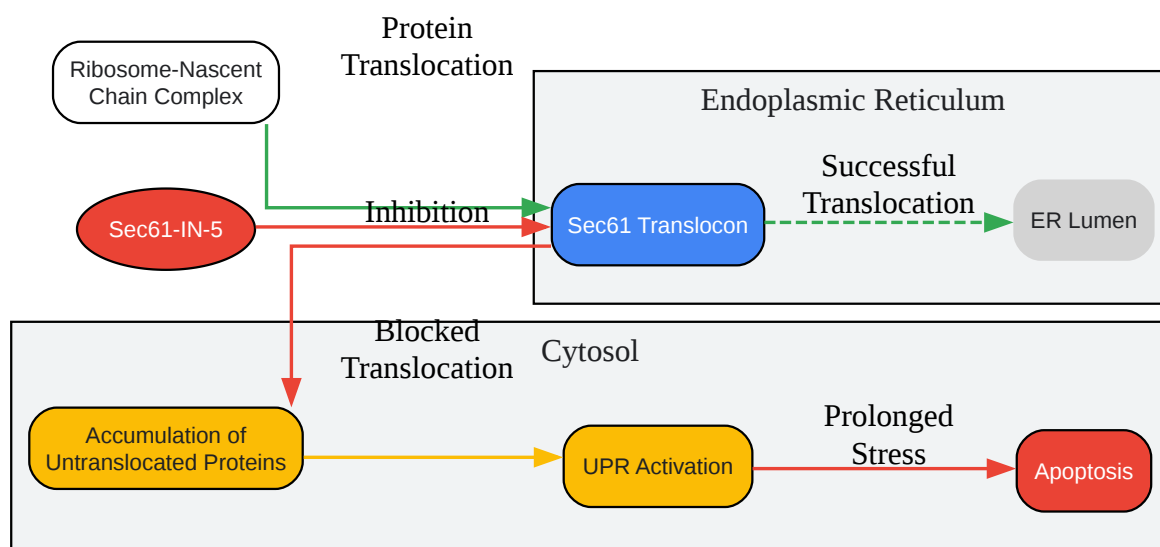 Protein
Translocation
Ribosome-Nascent
Chain Complex
Endoplasmic Reticulum
Successful
Translocation
Inhibition
Sec61-IN-5
Sec61 Translocon
ER Lumen
Blocked
Translocation
Cytosol
Accumulation of
Untranslocated Proteins
UPR Activation
Prolonged
Stress
Apoptosis